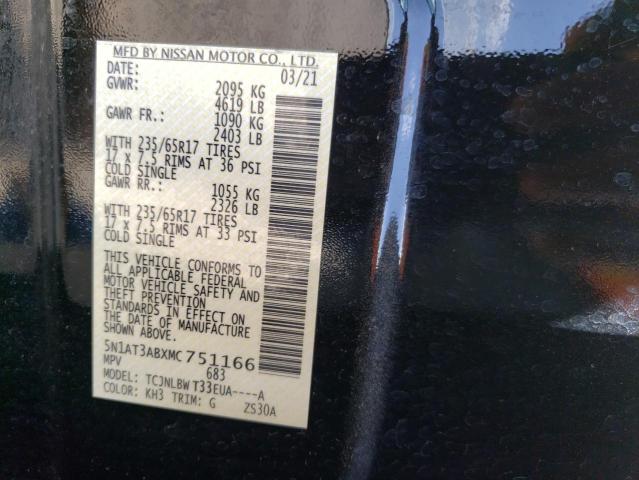 MFD BY NISSAN MOTOR CO., LTD.
DATE: 03/21
GVWR: 2095 KG
4619 LB
GAWR FR.: 1090 KG
2403 LB
WITH 235/65R17 TIRES
17 x 7.5 RIMS AT 36 PSI
COLD SINGLE
GAWR RR.: 1055 KG
2326 LB
WITH 235/65R17 TIRES
17 x 7.5 RIMS AT 33 PSI
COLD SINGLE
THIS VEHICLE CONFORMS TO
ALL APPLICABLE FEDERAL
MOTOR VEHICLE SAFETY AND
THEFT PREVENTION
STANDARDS IN EFFECT ON
THE DATE OF MANUFACTURE
SHOWN ABOVE.
5N1AT3ABXMC751166
MPV 683
MODEL: TCJNLBW T33EUA----A
COLOR: KH3 TRIM: G ZS30A